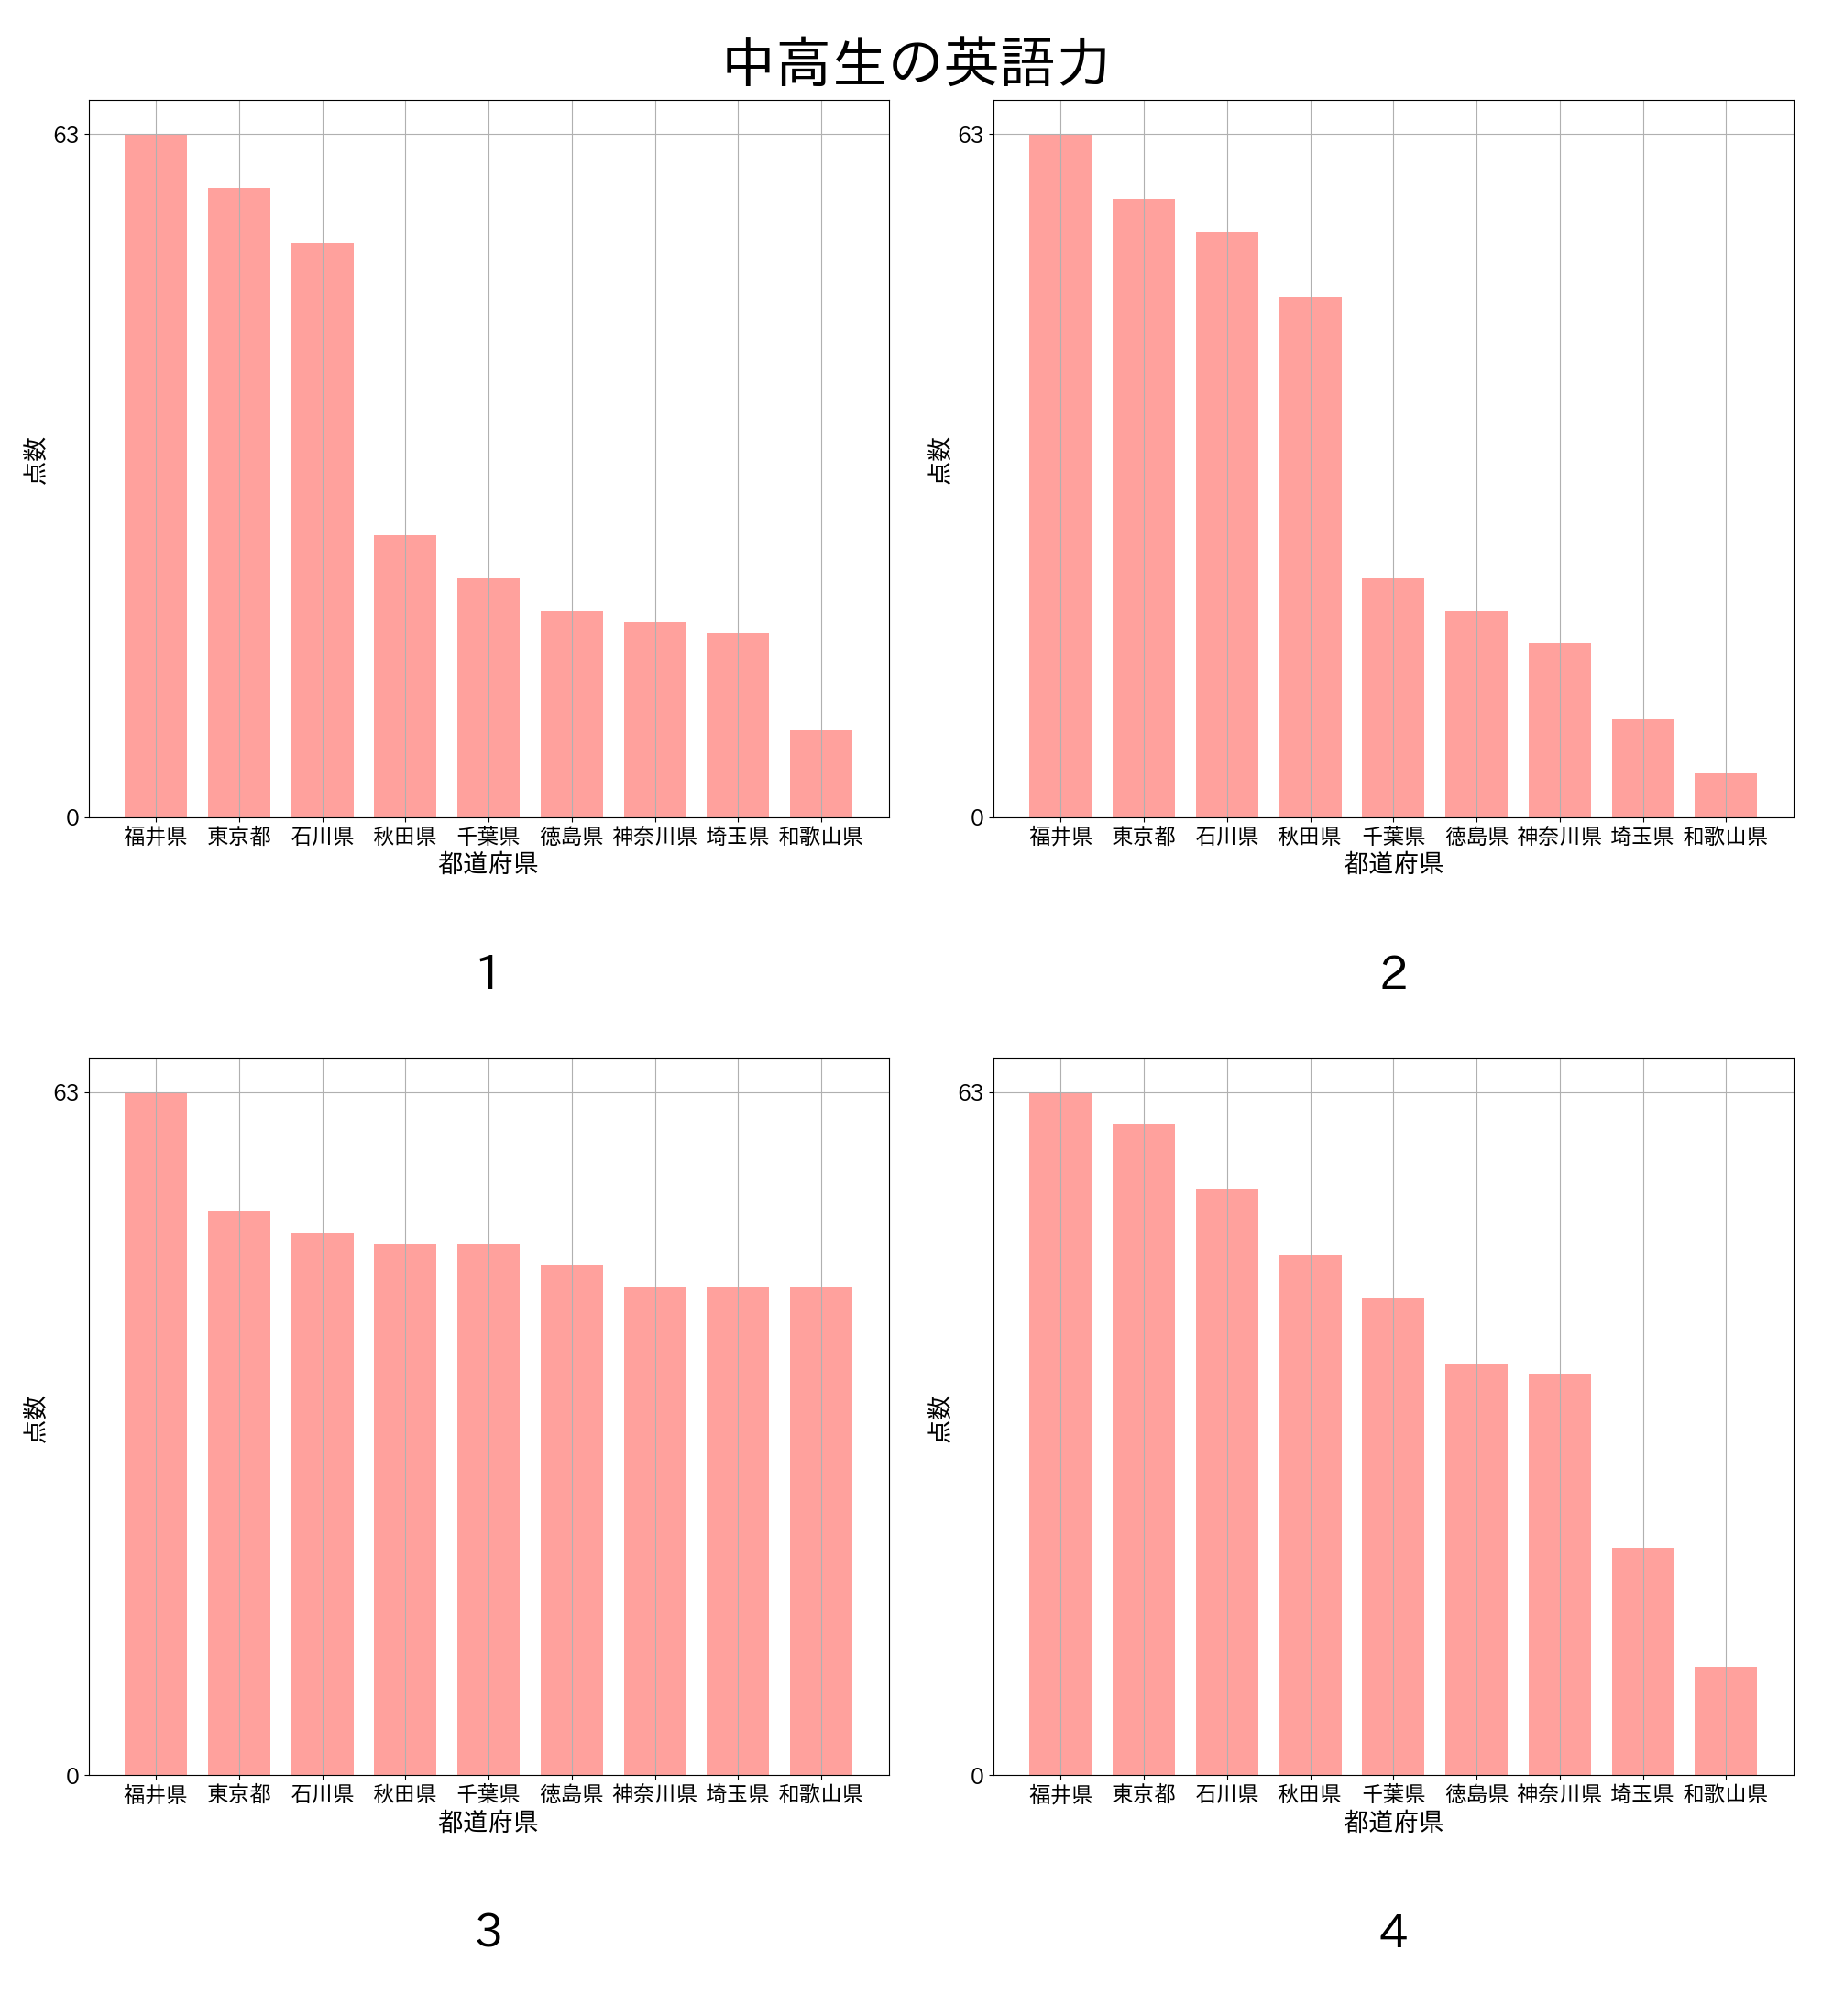 中高生の英語力
63
0
点数
福井県 東京都 石川県 秋田県 千葉県 徳島県 神奈川県 埼玉県 和歌山県
都道府県
1
63
0
点数
福井県 東京都 石川県 秋田県 千葉県 徳島県 神奈川県 埼玉県 和歌山県
都道府県
2
63
0
点数
福井県 東京都 石川県 秋田県 千葉県 徳島県 神奈川県 埼玉県 和歌山県
都道府県
3
63
0
点数
福井県 東京都 石川県 秋田県 千葉県 徳島県 神奈川県 埼玉県 和歌山県
都道府県
4